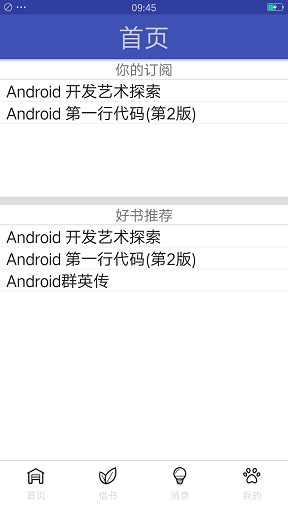 09:45
首页
你的订阅
Android 开发艺术探索
Android 第一行代码(第2版)
好书推荐
Android 开发艺术探索
Android 第一行代码(第2版)
Android群英传
首页 借书 消息 我的